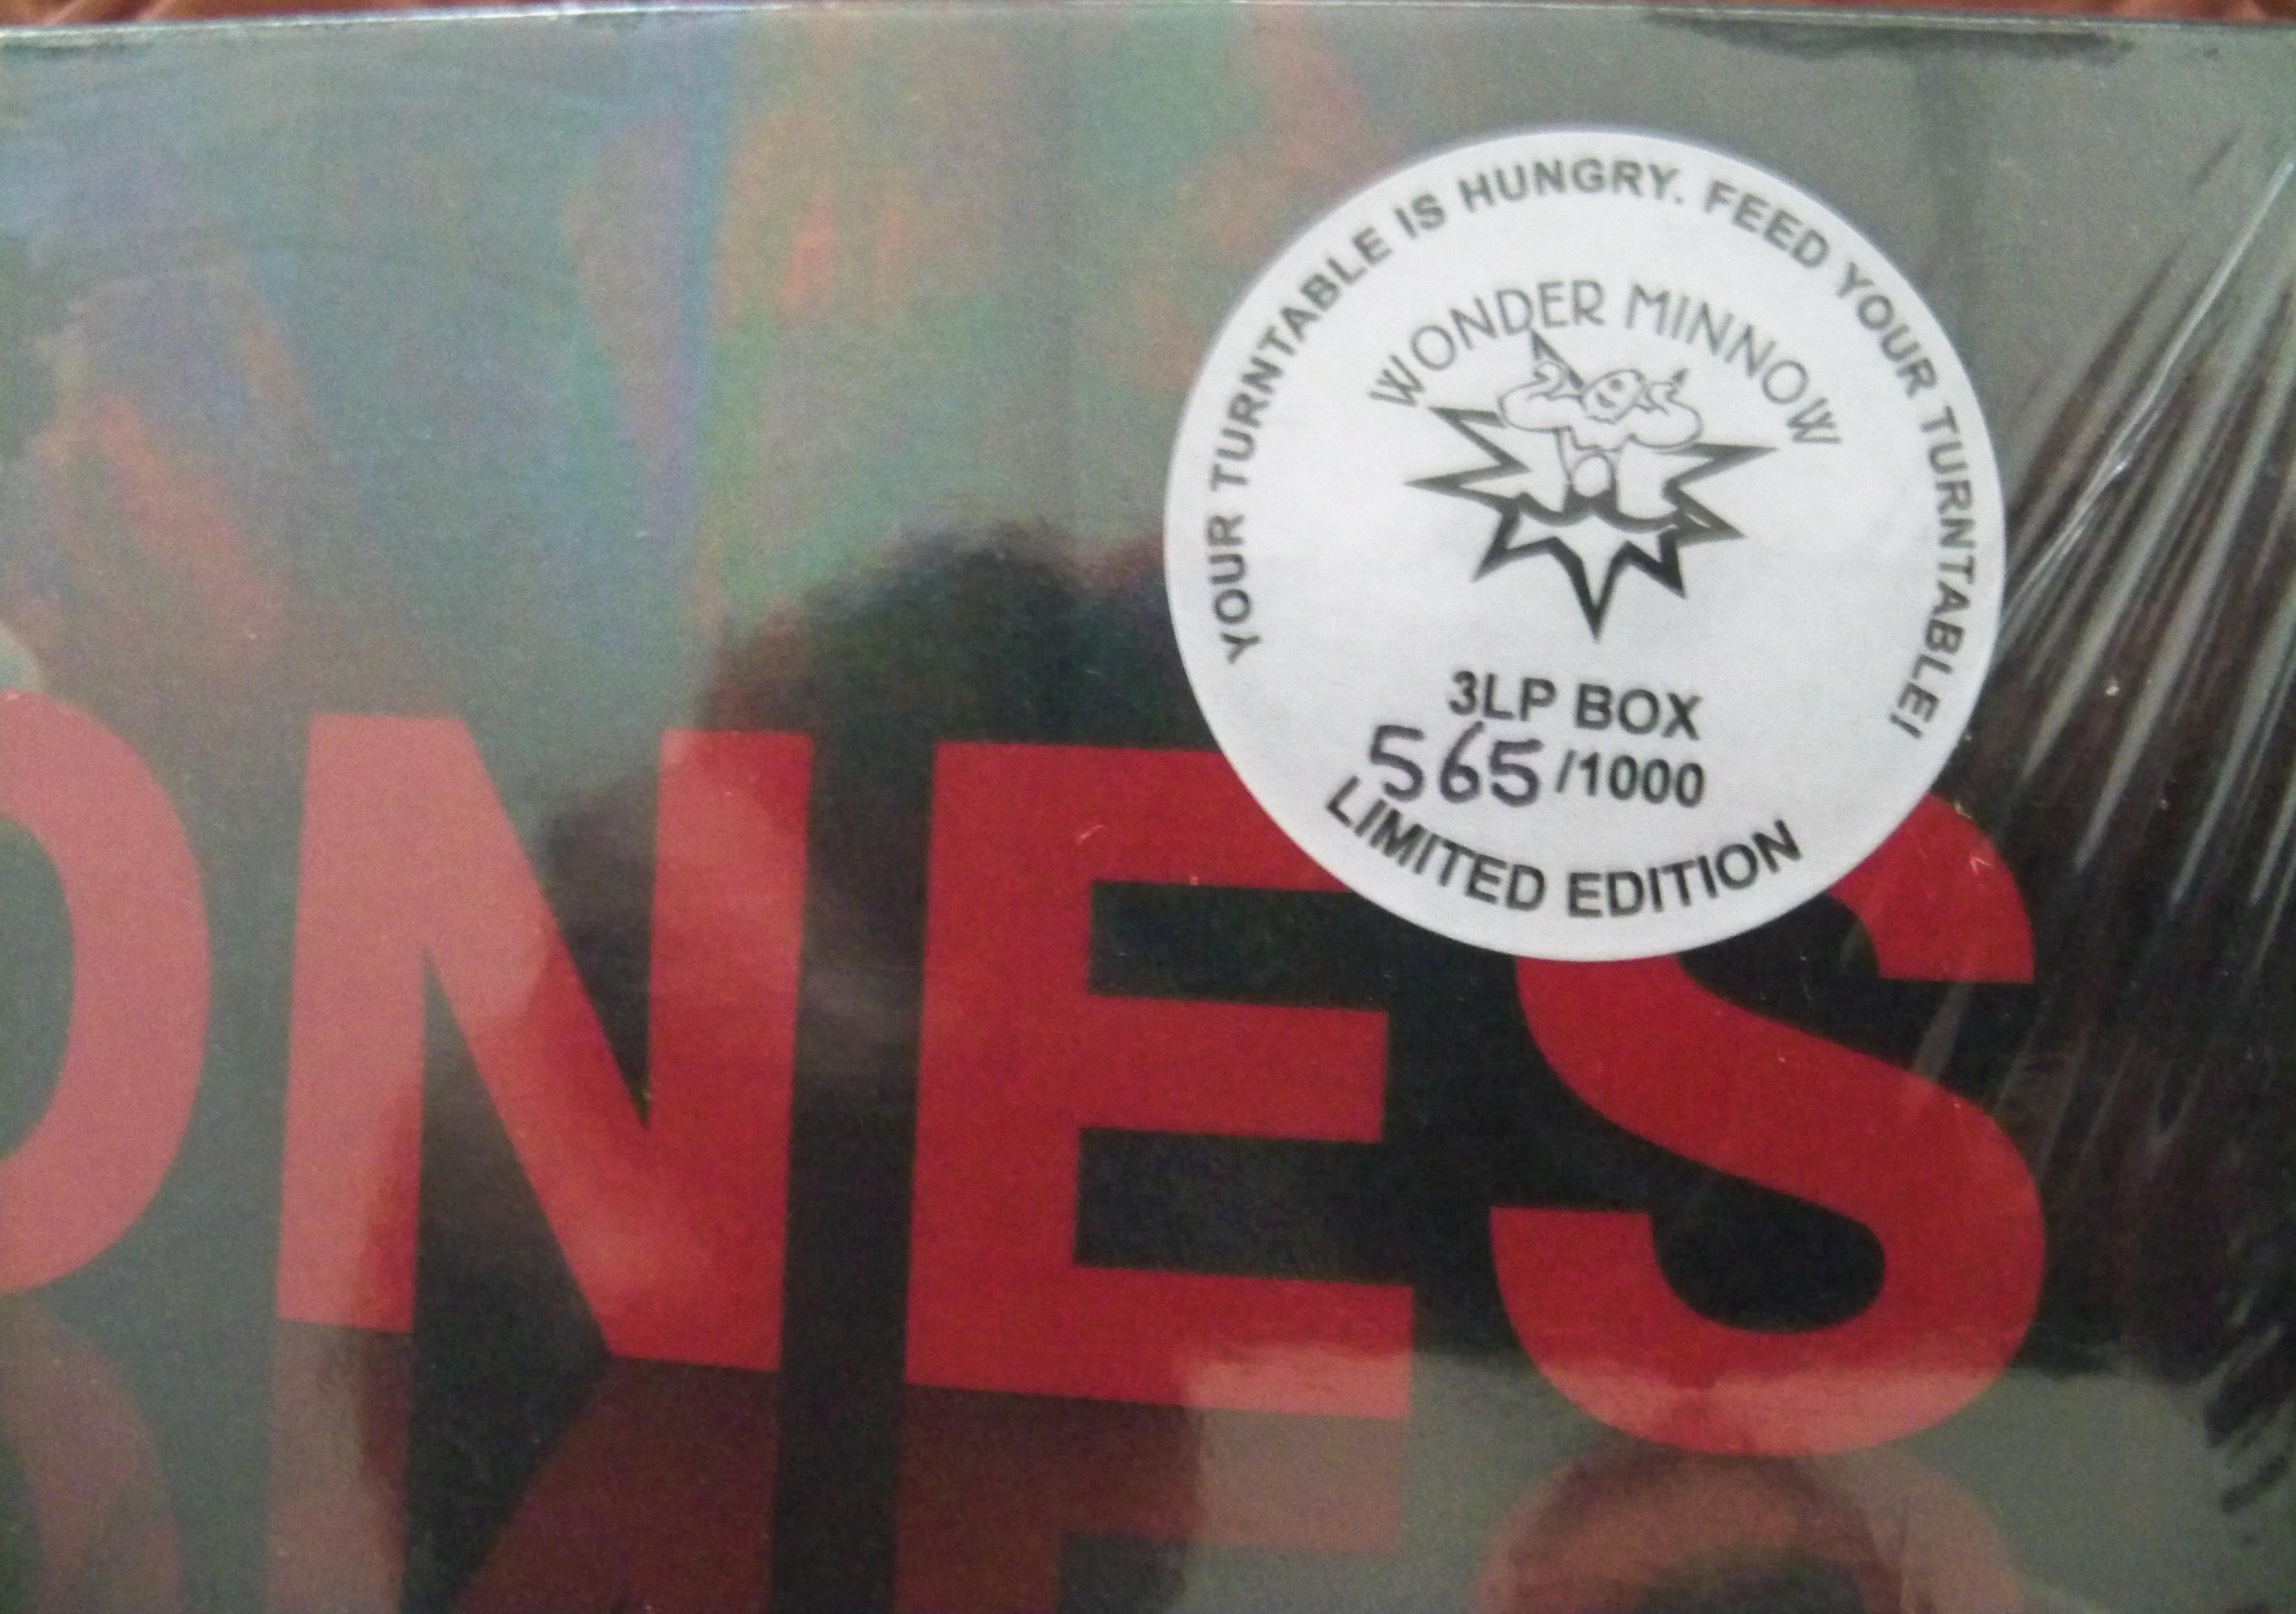 YOUR TURNTABLE IS HUNGRY. FEED YOUR TURNTABLE!
WONDER MINNOW
3LP BOX
565/1000
LIMITED EDITION
ONES